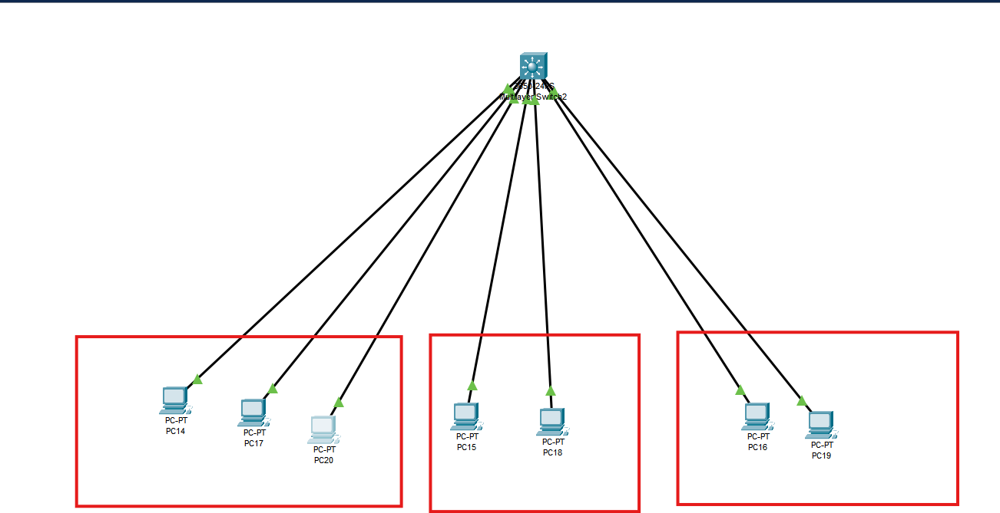 Multilayer Switch2
PC-PT
PC14
PC-PT
PC17
PC-PT
PC20
PC-PT
PC15
PC-PT
PC18
PC-PT
PC16
PC-PT
PC19